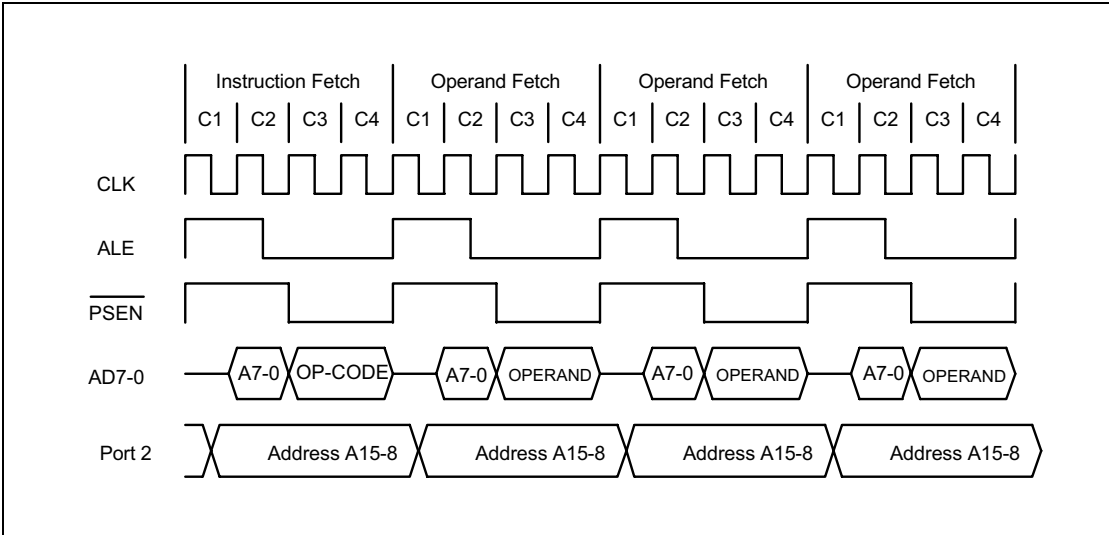 Instruction Fetch Operand Fetch Operand Fetch Operand Fetch
C1 C2 C3 C4 C1 C2 C3 C4 C1 C2 C3 C4 C1 C2 C3 C4
CLK
ALE
PSEN
AD7-0 A7-0 OP-CODE A7-0 OPERAND A7-0 OPERAND A7-0 OPERAND
Port 2 Address A15-8 Address A15-8 Address A15-8 Address A15-8